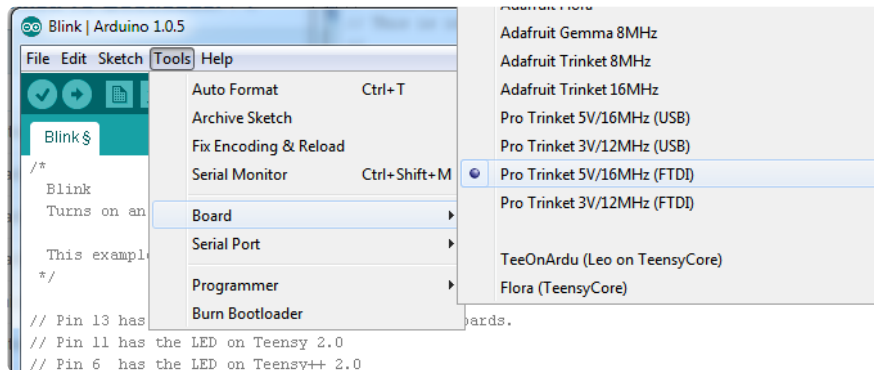 Blink | Arduino 1.0.5
File Edit Sketch Tools Help
Blink §
/*
Blink
Turns on an
This example
*/
// Pin 13 has
ards.
// Pin 11 has the LED on Teensy 2.0
// Pin 6 has the LED on Teensy++ 2.0
Auto Format Ctrl+T
Archive Sketch
Fix Encoding & Reload
Serial Monitor Ctrl+Shift+M
Board
Serial Port
Programmer
Burn Bootloader
Adafruit Flora
Adafruit Gemma 8MHz
Adafruit Trinket 8MHz
Adafruit Trinket 16MHz
Pro Trinket 5V/16MHz (USB)
Pro Trinket 3V/12MHz (USB)
Pro Trinket 5V/16MHz (FTDI)
Pro Trinket 3V/12MHz (FTDI)
TeeOnArdu (Leo on TeensyCore)
Flora (TeensyCore)